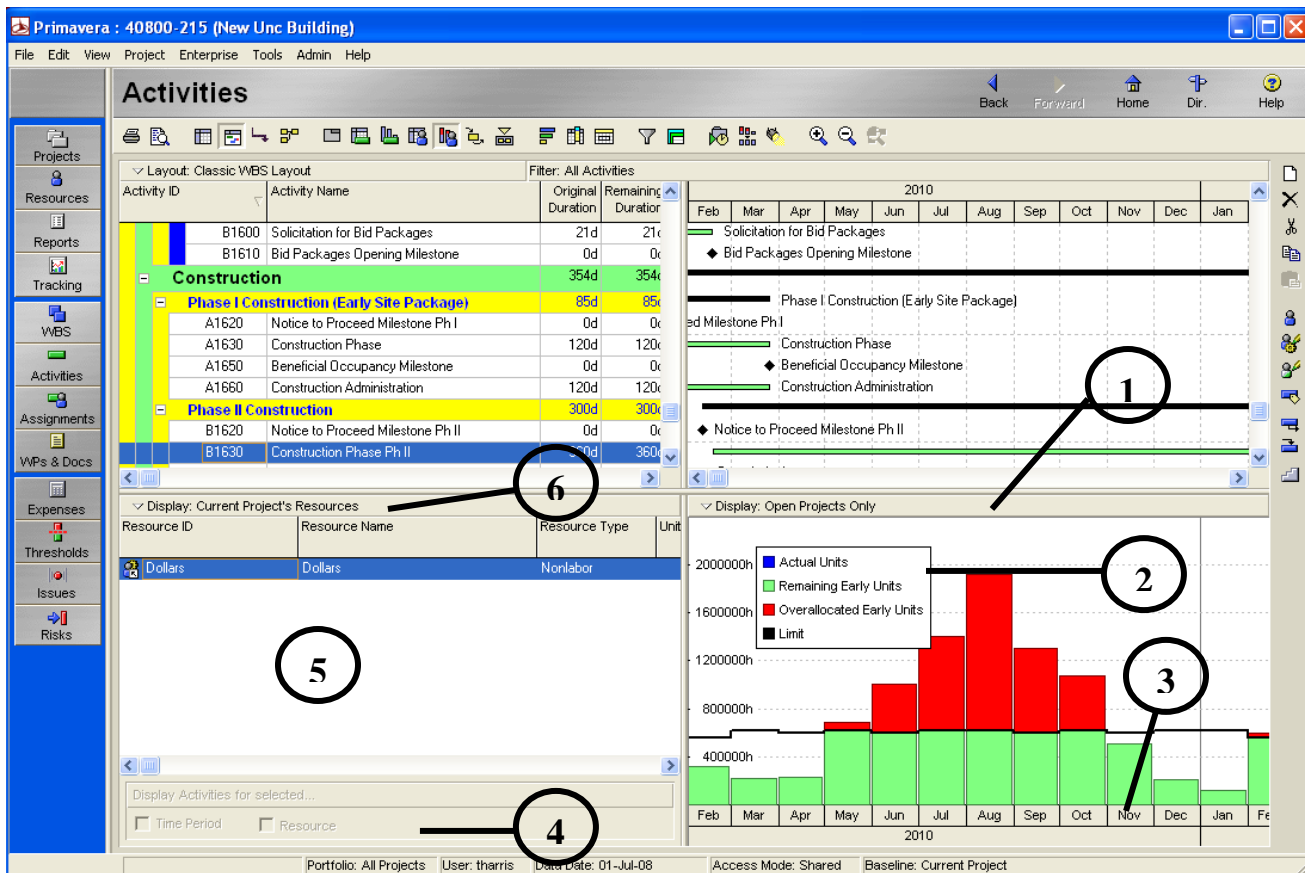 Primavera : 40800-215 (New Unc Building)
File Edit View Project Enterprise Tools Admin Help
Activities
Back Forward Home Dir. Help
Projects
Resources
Reports
Tracking
WBS
Activities
Assignments
WPs & Docs
Expenses
Thresholds
Issues
Risks
Layout: Classic WBS Layout Filter: All Activities
Activity ID Activity Name Original Duration Remaining Duration
B1600 Solicitation for Bid Packages 21d 21d
B1610 Bid Packages Opening Milestone 0d 0d
Construction 354d 354d
Phase I Construction (Early Site Package) 85d 85d
A1620 Notice to Proceed Milestone Ph I 0d 0d
A1630 Construction Phase 120d 120d
A1650 Beneficial Occupancy Milestone 0d 0d
A1660 Construction Administration 120d 120d
Phase II Construction 300d 300d
B1620 Notice to Proceed Milestone Ph II 0d 0d
B1630 Construction Phase Ph II 360d
2010
Feb Mar Apr May Jun Jul Aug Sep Oct Nov Dec Jan
Solicitation for Bid Packages
Bid Packages Opening Milestone
Phase I Construction (Early Site Package)
ed Milestone Ph I
Construction Phase
Beneficial Occupancy Milestone
Construction Administration
Notice to Proceed Milestone Ph II
1
6
Display: Current Project's Resources
Resource ID Resource Name Resource Type Unit
Dollars Dollars Nonlabor
5
Display Activities for selected...
Time Period Resource
4
Display: Open Projects Only
2000000h
1600000h
1200000h
800000h
400000h
Actual Units
Remaining Early Units
Overallocated Early Units
Limit
2
3
Feb Mar Apr May Jun Jul Aug Sep Oct Nov Dec Jan Fe
2010
Portfolio: All Projects User: tharris Data Date: 01-Jul-08 Access Mode: Shared Baseline: Current Project